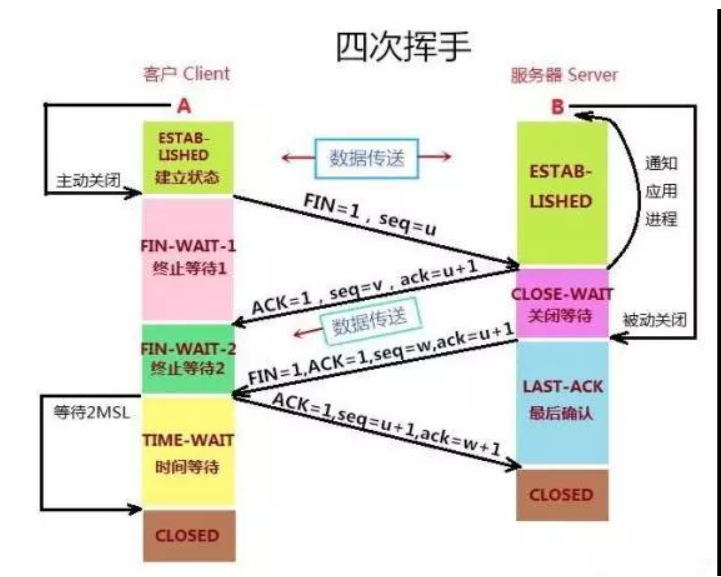 四次挥手
客户 Client
服务器 Server
A
B
ESTAB-
LISHED
建立状态
数据传送
ESTAB-
LISHED
通知
应用
进程
主动关闭
FIN=1，seq=u
FIN-WAIT-1
终止等待1
ACK=1，seq=v，ack=u+1
CLOSE-WAIT
关闭等待
被动关闭
数据传送
FIN-WAIT-2
终止等待2
FIN=1,ACK=1,seq=w,ack=u+1
LAST-ACK
最后确认
等待2MSL
ACK=1,seq=u+1,ack=w+1
TIME-WAIT
时间等待
CLOSED
CLOSED